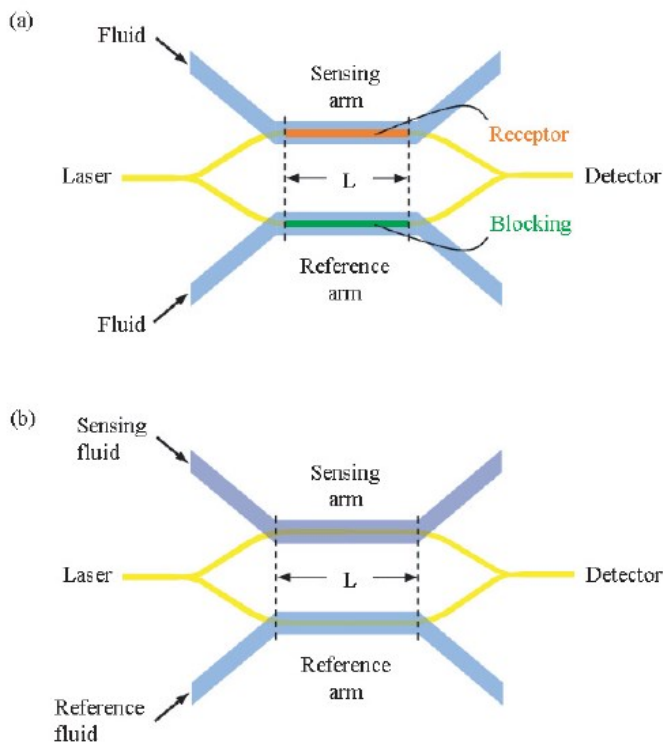 (a)
Fluid
Sensing
arm
Receptor
Laser
L
Detector
Blocking
Reference
arm
Fluid
(b)
Sensing
fluid
Sensing
arm
Laser
L
Detector
Reference
arm
Reference
fluid